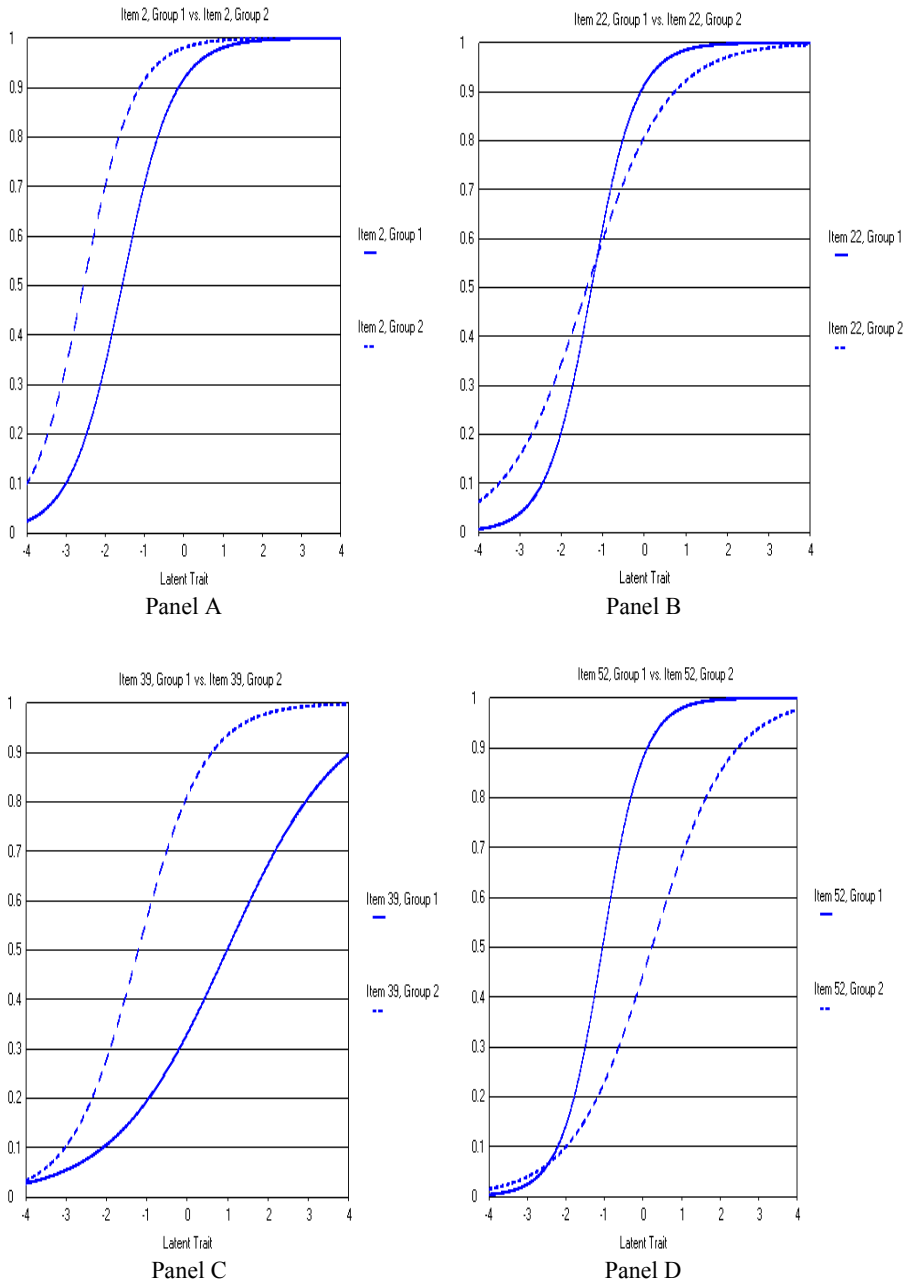 Item 2, Group 1 vs. Item 2, Group 2
1
0.9
0.8
0.7
0.6
0.5
0.4
0.3
0.2
0.1
0
-4 -3 -2 -1 0 1 2 3 4
Latent Trait
Item 2, Group 1
Item 2, Group 2
Panel A
Item 22, Group 1 vs. Item 22, Group 2
1
0.9
0.8
0.7
0.6
0.5
0.4
0.3
0.2
0.1
0
-4 -3 -2 -1 0 1 2 3 4
Latent Trait
Item 22, Group 1
Item 22, Group 2
Panel B
Item 39, Group 1 vs. Item 39, Group 2
1
0.9
0.8
0.7
0.6
0.5
0.4
0.3
0.2
0.1
0
-4 -3 -2 -1 0 1 2 3 4
Latent Trait
Item 39, Group 1
Item 39, Group 2
Panel C
Item 52, Group 1 vs. Item 52, Group 2
1
0.9
0.8
0.7
0.6
0.5
0.4
0.3
0.2
0.1
0
-4 -3 -2 -1 0 1 2 3 4
Latent Trait
Item 52, Group 1
Item 52, Group 2
Panel D